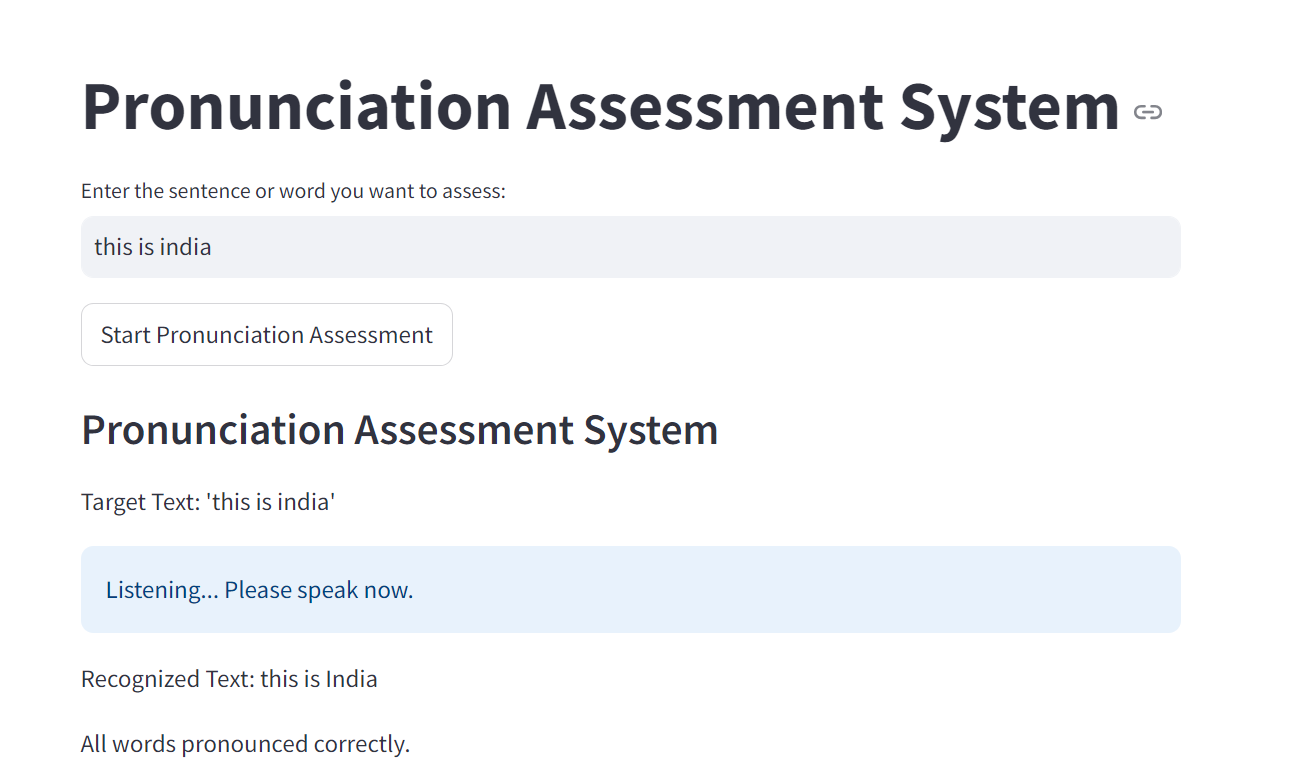 Pronunciation Assessment System
Enter the sentence or word you want to assess:
this is india
Start Pronunciation Assessment
Pronunciation Assessment System
Target Text: 'this is india'
Listening... Please speak now.
Recognized Text: this is India
All words pronounced correctly.